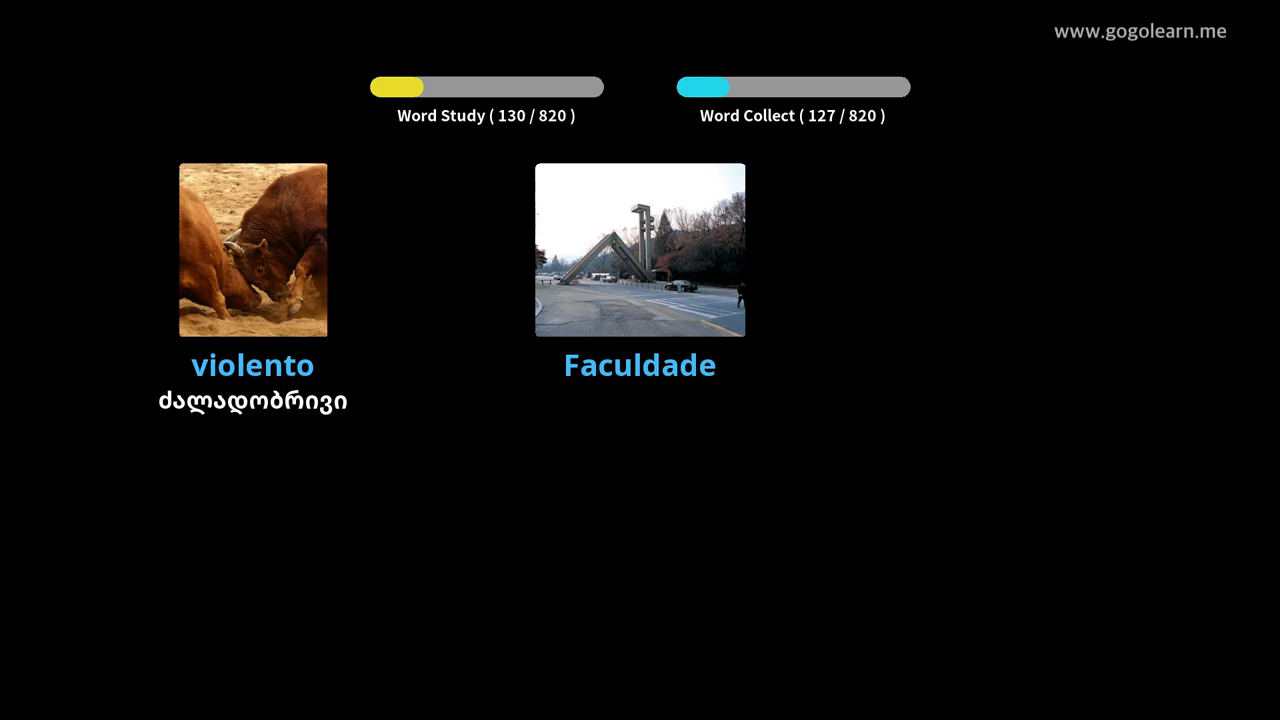 www.gogolearn.me
Word Study ( 130 / 820 )
Word Collect ( 127 / 820 )
violento
ძალადობრივი
Faculdade